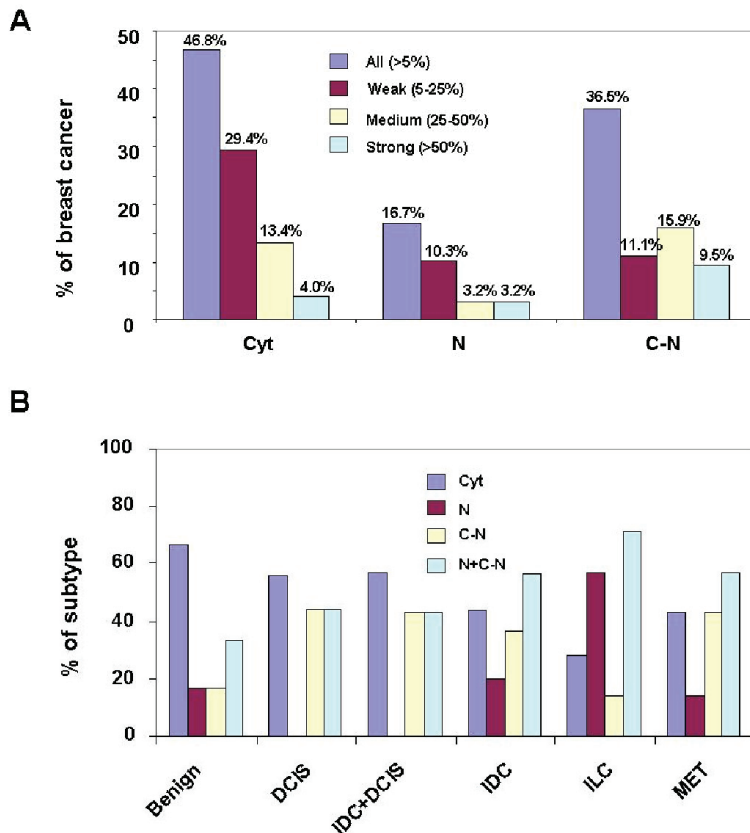 A
% of breast cancer
50
40
30
20
10
0
46.8%
29.4%
13.4%
4.0%
16.7%
10.3%
3.2%
3.2%
36.5%
11.1%
15.9%
9.5%
All (>5%)
Weak (5-25%)
Medium (25-50%)
Strong (>50%)
Cyt
N
C-N
B
% of subtype
100
80
60
40
20
0
Cyt
N
C-N
N+C-N
Benign
DCIS
IDC+DCIS
IDC
ILC
MET